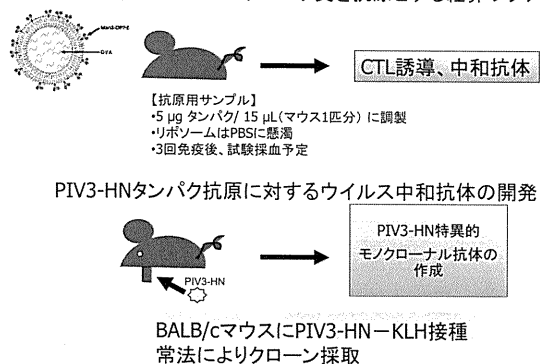 Man3-DPPE
OVA
CTL誘導、中和抗体
【抗原用サンプル】
•5 μg タンパク/ 15 μL(マウス1匹分) に調製
•リポソームはPBSに懸濁
•3回免疫後、試験採血予定
PIV3-HNタンパク抗原に対するウイルス中和抗体の開発
PIV3-HN特異的
モノクローナル抗体の
作成
PIV3-HN
BALB/cマウスにPIV3-HN－KLH接種
常法によりクローン採取